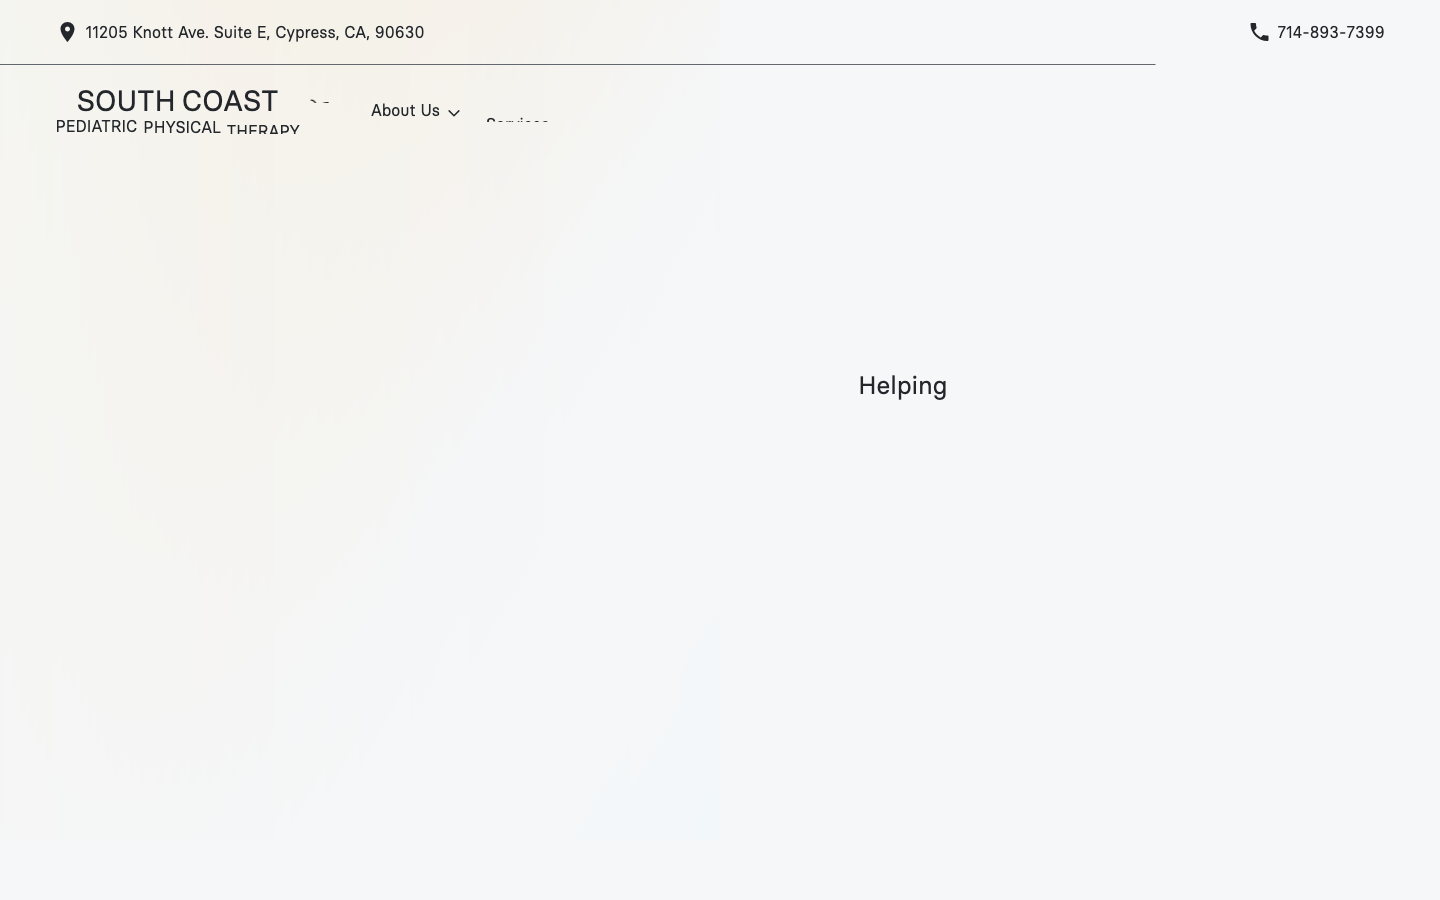 11205 Knott Ave. Suite E, Cypress, CA, 90630
714-893-7399
SOUTH COAST
PEDIATRIC PHYSICAL THERAPY
About Us
Services
Helping